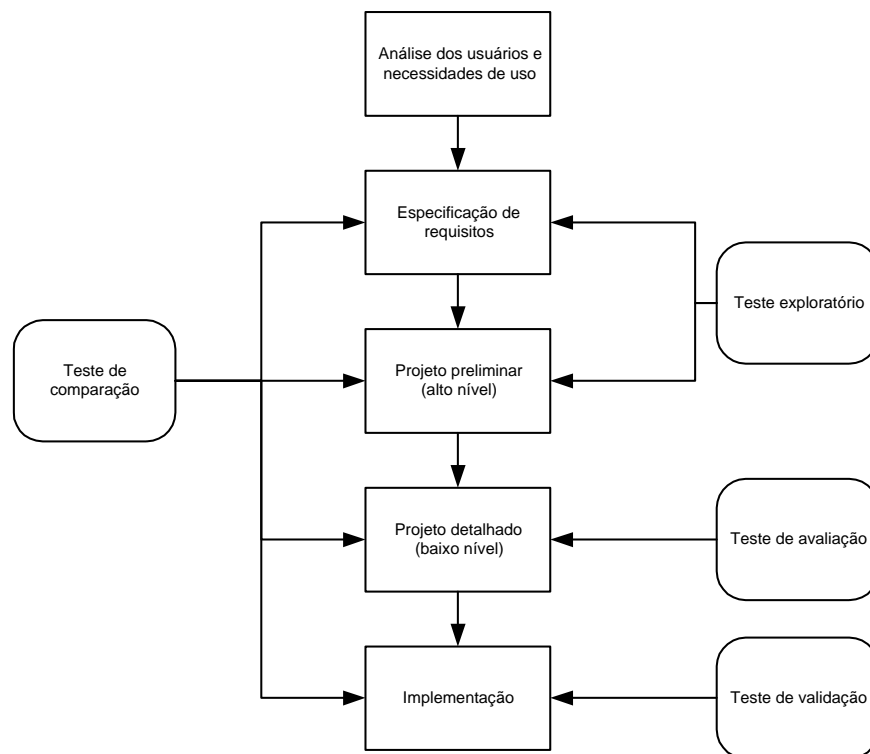 Análise dos usuários e
necessidades de uso
Especificação de
requisitos
Teste exploratório
Teste de
comparação
Projeto preliminar
(alto nível)
Projeto detalhado
(baixo nível)
Teste de avaliação
Implementação
Teste de validação